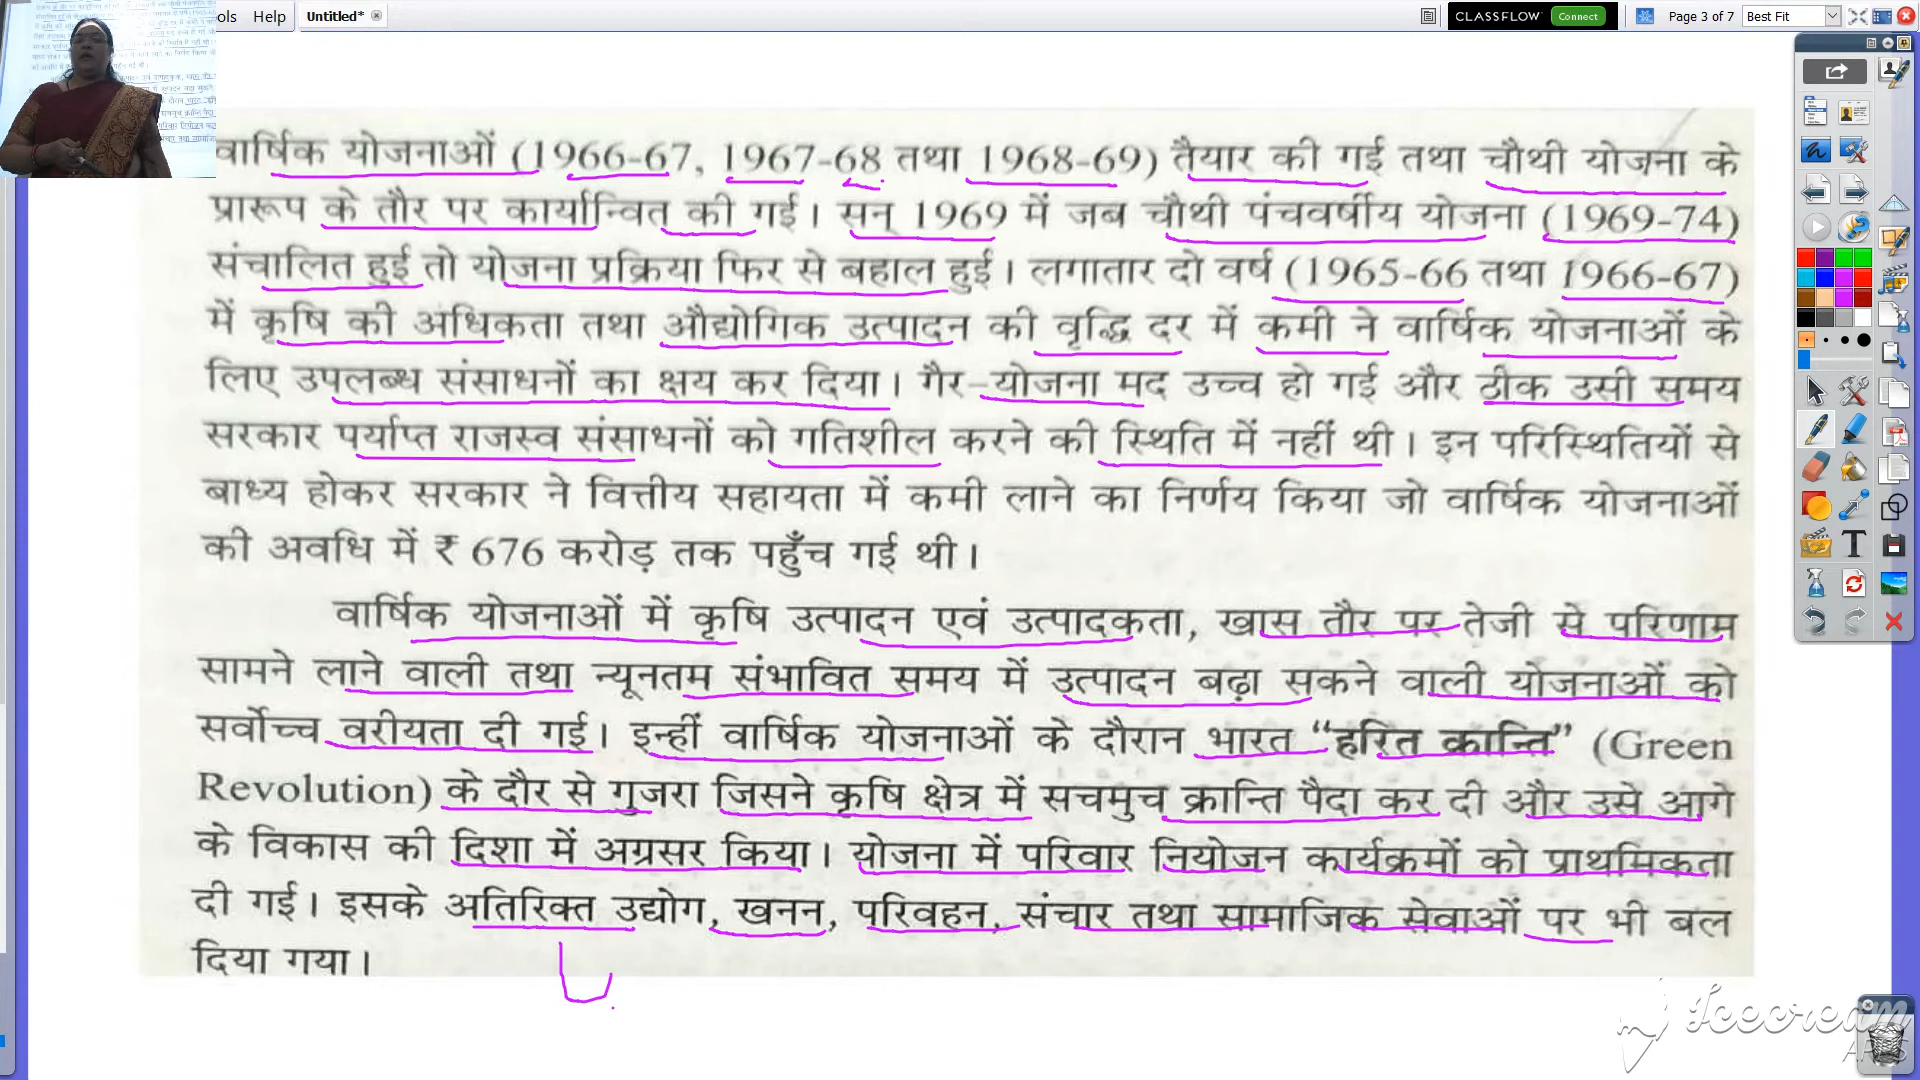 ols Help Untitled*
CLASSFLOW Connect Page 3 of 7 Best Fit
वार्षिक योजनाओं (1966-67, 1967-68 तथा 1968-69) तैयार की गई तथा चौथी योजना के
प्रारूप के तौर पर कार्यान्वित की गई। सन् 1969 में जब चौथी पंचवर्षीय योजना (1969-74)
संचालित हुई तो योजना प्रक्रिया फिर से बहाल हुई। लगातार दो वर्ष (1965-66 तथा 1966-67)
में कृषि की अधिकता तथा औद्योगिक उत्पादन की वृद्धि दर में कमी ने वार्षिक योजनाओं के
लिए उपलब्ध संसाधनों का क्षय कर दिया। गैर-योजना मद उच्च हो गई और ठीक उसी समय
सरकार पर्याप्त राजस्व संसाधनों को गतिशील करने की स्थिति में नहीं थी। इन परिस्थितियों से
बाध्य होकर सरकार ने वित्तीय सहायता में कमी लाने का निर्णय किया जो वार्षिक योजनाओं
की अवधि में ₹ 676 करोड़ तक पहुँच गई थी।
वार्षिक योजनाओं में कृषि उत्पादन एवं उत्पादकता, खास तौर पर तेजी से परिणाम
सामने लाने वाली तथा न्यूनतम संभावित समय में उत्पादन बढ़ा सकने वाली योजनाओं को
सर्वोच्च वरीयता दी गई। इन्हीं वार्षिक योजनाओं के दौरान भारत “हरित क्रान्ति” (Green
Revolution) के दौर से गुजरा जिसने कृषि क्षेत्र में सचमुच क्रान्ति पैदा कर दी और उसे आगे
के विकास की दिशा में अग्रसर किया। योजना में परिवार नियोजन कार्यक्रमों को प्राथमिकता
दी गई। इसके अतिरिक्त उद्योग, खनन, परिवहन, संचार तथा सामाजिक सेवाओं पर भी बल
दिया गया।
Icecream